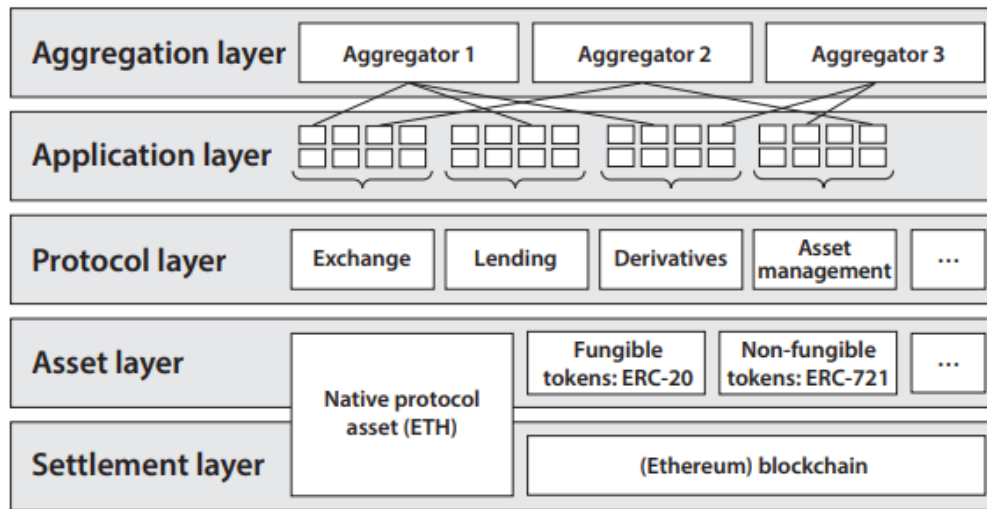 Aggregation layer
Aggregator 1
Aggregator 2
Aggregator 3
Application layer
Protocol layer
Exchange
Lending
Derivatives
Asset
management
...
Asset layer
Native protocol
asset (ETH)
Fungible
tokens: ERC-20
Non-fungible
tokens: ERC-721
...
Settlement layer
(Ethereum) blockchain